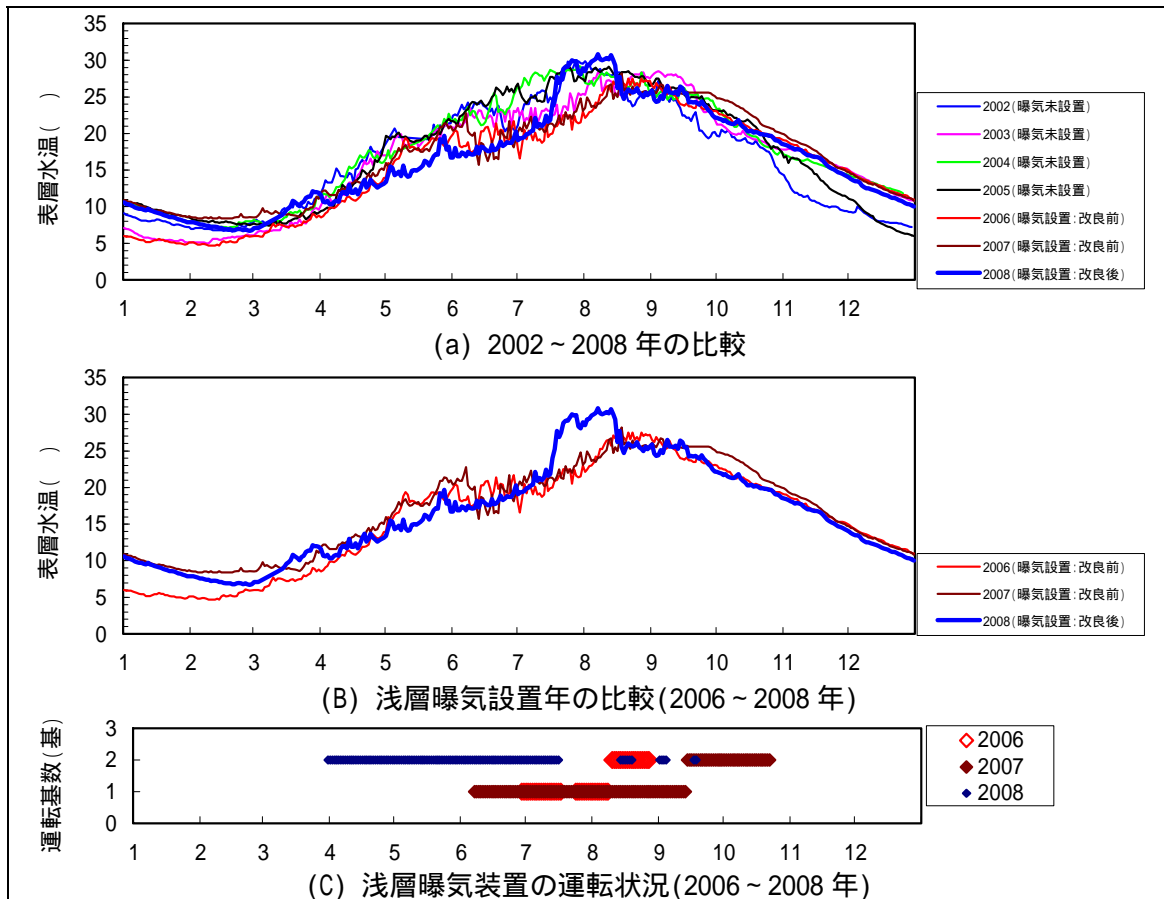 表層水温( )
35
30
25
20
15
10
5
0
1 2 3 4 5 6 7 8 9 10 11 12
2002(曝気未設置)
2003(曝気未設置)
2004(曝気未設置)
2005(曝気未設置)
2006(曝気設置:改良前)
2007(曝気設置:改良前)
2008(曝気設置:改良後)
(a) 2002~2008 年の比較
表層水温( )
35
30
25
20
15
10
5
0
1 2 3 4 5 6 7 8 9 10 11 12
2006(曝気設置:改良前)
2007(曝気設置:改良前)
2008(曝気設置:改良後)
(B) 浅層曝気設置年の比較(2006~2008 年)
運転基数(基)
3
2
1
0
1 2 3 4 5 6 7 8 9 10 11 12
2006
2007
2008
(C) 浅層曝気装置の運転状況(2006~2008 年)